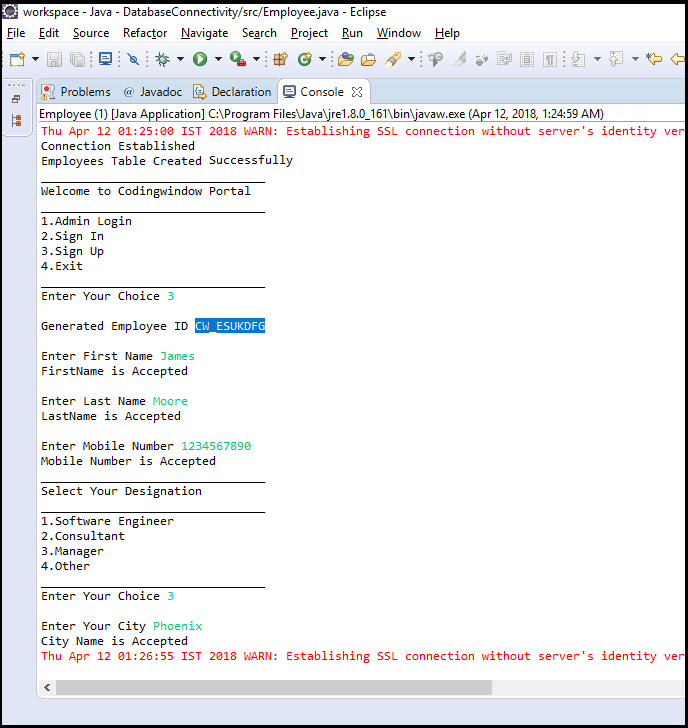 workspace - Java - DatabaseConnectivity/src/Employee.java - Eclipse
File Edit Source Refactor Navigate Search Project Run Window Help
Problems @ Javadoc Declaration Console
Employee (1) [Java Application] C:\Program Files\Java\jre1.8.0_161\bin\javaw.exe (Apr 12, 2018, 1:24:59 AM)
Thu Apr 12 01:25:00 IST 2018 WARN: Establishing SSL connection without server's identity ver
Connection Established
Employees Table Created Successfully
________________________________
Welcome to Codingwindow Portal
________________________________
1.Admin Login
2.Sign In
3.Sign Up
4.Exit
________________________________
Enter Your Choice 3
Generated Employee ID CW_ESUKDFG
Enter First Name James
FirstName is Accepted
Enter Last Name Moore
LastName is Accepted
Enter Mobile Number 1234567890
Mobile Number is Accepted
________________________________
Select Your Designation
________________________________
1.Software Engineer
2.Consultant
3.Manager
4.Other
________________________________
Enter Your Choice 3
Enter Your City Phoenix
City Name is Accepted
Thu Apr 12 01:26:55 IST 2018 WARN: Establishing SSL connection without server's identity ver